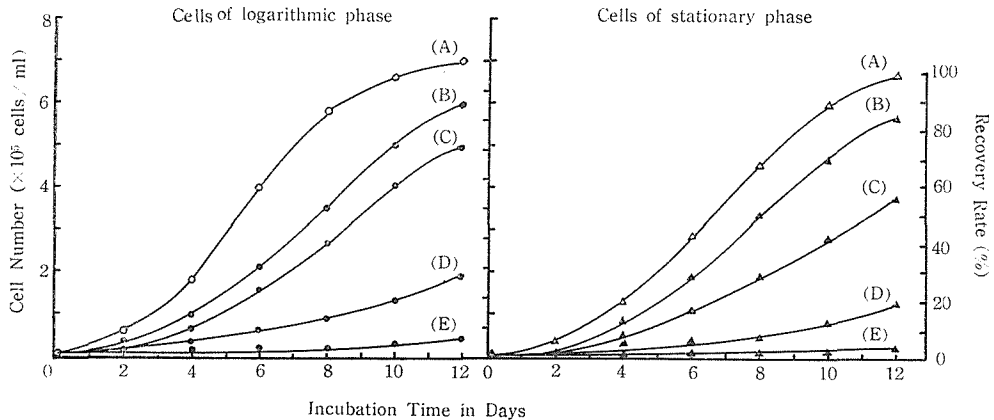 Cells of logarithmic phase
Cells of stationary phase
Cell Number (×10⁵ cells / ml)
8
6
4
2
0
2
4
6
8
10
12
(A)
(B)
(C)
(D)
(E)
0
2
4
6
8
10
12
(A)
(B)
(C)
(D)
(E)
100
80
60
40
20
0
Recovery Rate (%)
Incubation Time in Days